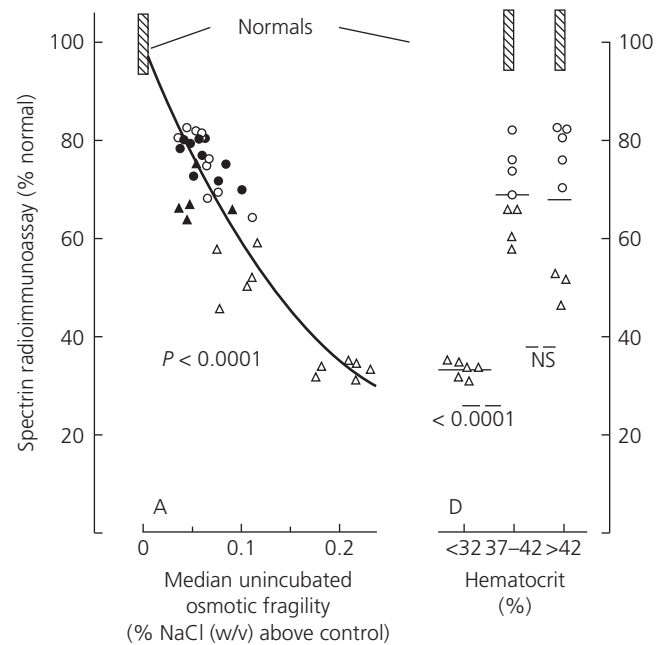 Normals
100
80
60
40
20
Spectrin radioimmunoassay (% normal)
P < 0.0001
A
0
0.1
0.2
Median unincubated
osmotic fragility
(% NaCl (w/v) above control)
100
80
60
40
20
NS
< 0.0001
D
<32 37–42 >42
Hematocrit
(%)